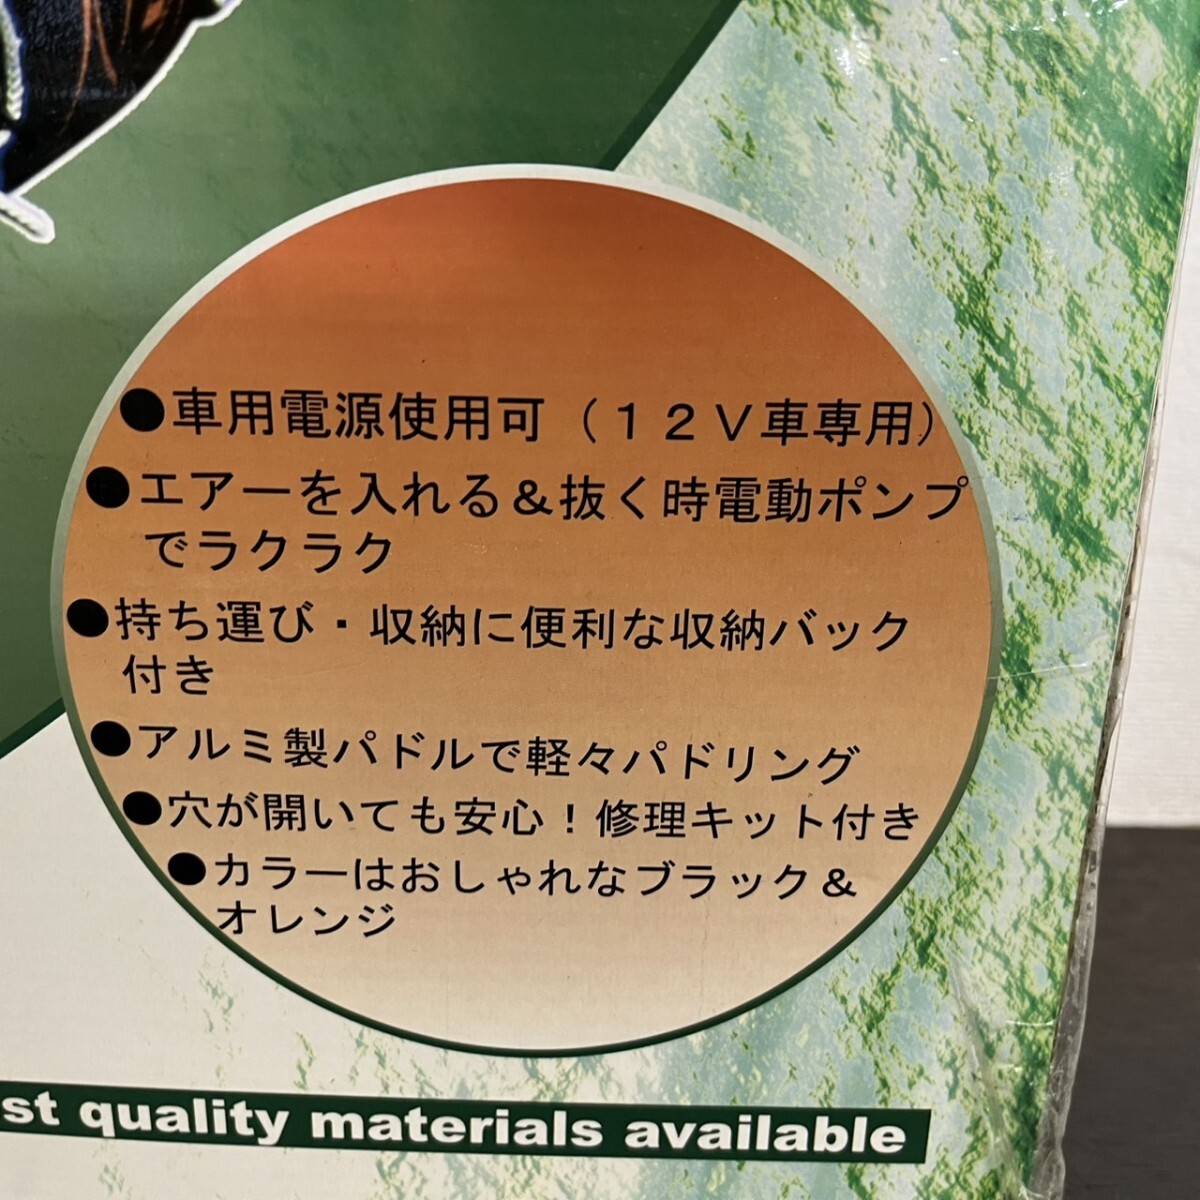 ●車用電源使用可（１２Ｖ車専用）
●エアーを入れる＆抜く時電動ポンプ
でラクラク
●持ち運び・収納に便利な収納バック
付き
●アルミ製パドルで軽々パドリング
●穴が開いても安心！修理キット付き
●カラーはおしゃれなブラック＆
オレンジ
st quality materials available